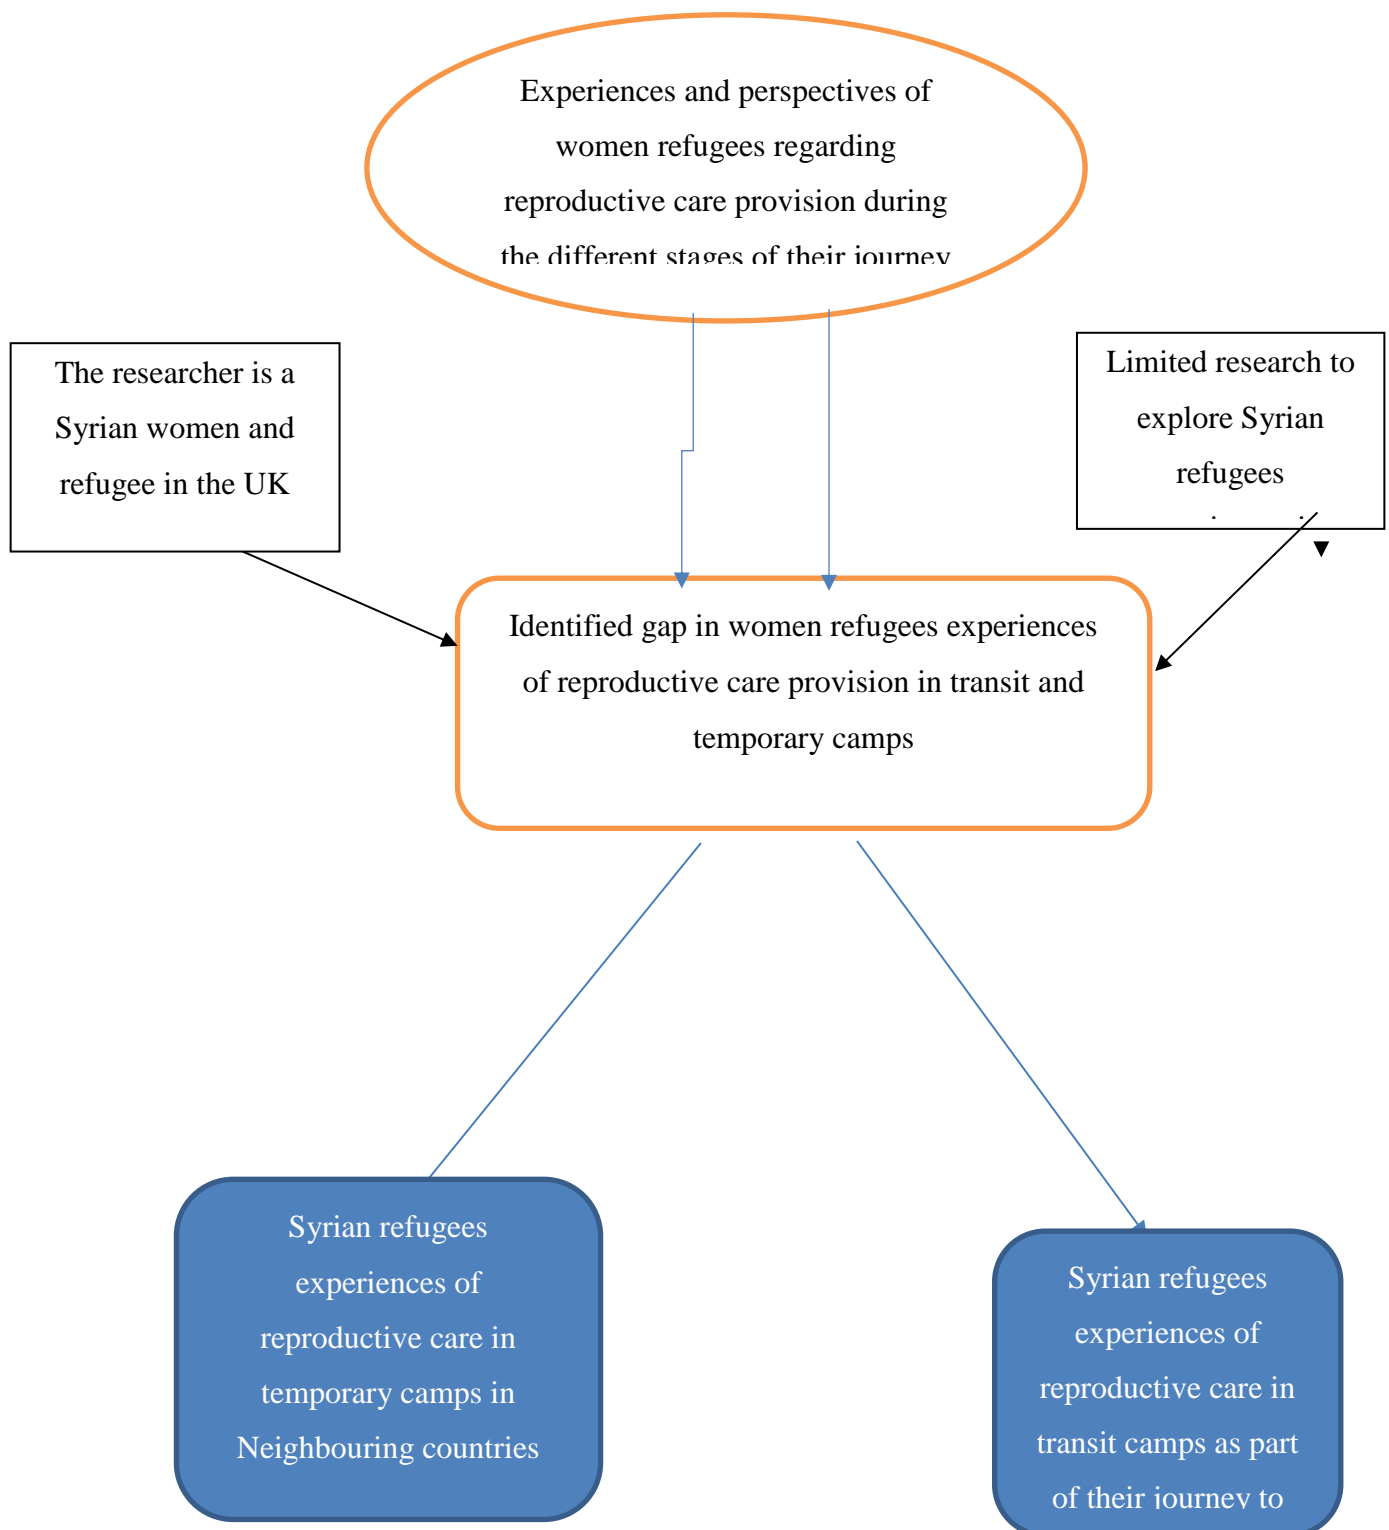 Experiences and perspectives of
women refugees regarding
reproductive care provision during
the different stages of their journey
The researcher is a
Syrian women and
refugee in the UK
Limited research to
explore Syrian
refugees
Identified gap in women refugees experiences
of reproductive care provision in transit and
temporary camps
Syrian refugees
experiences of
reproductive care in
temporary camps in
Neighbouring countries
Syrian refugees
experiences of
reproductive care in
transit camps as part
of their journey to